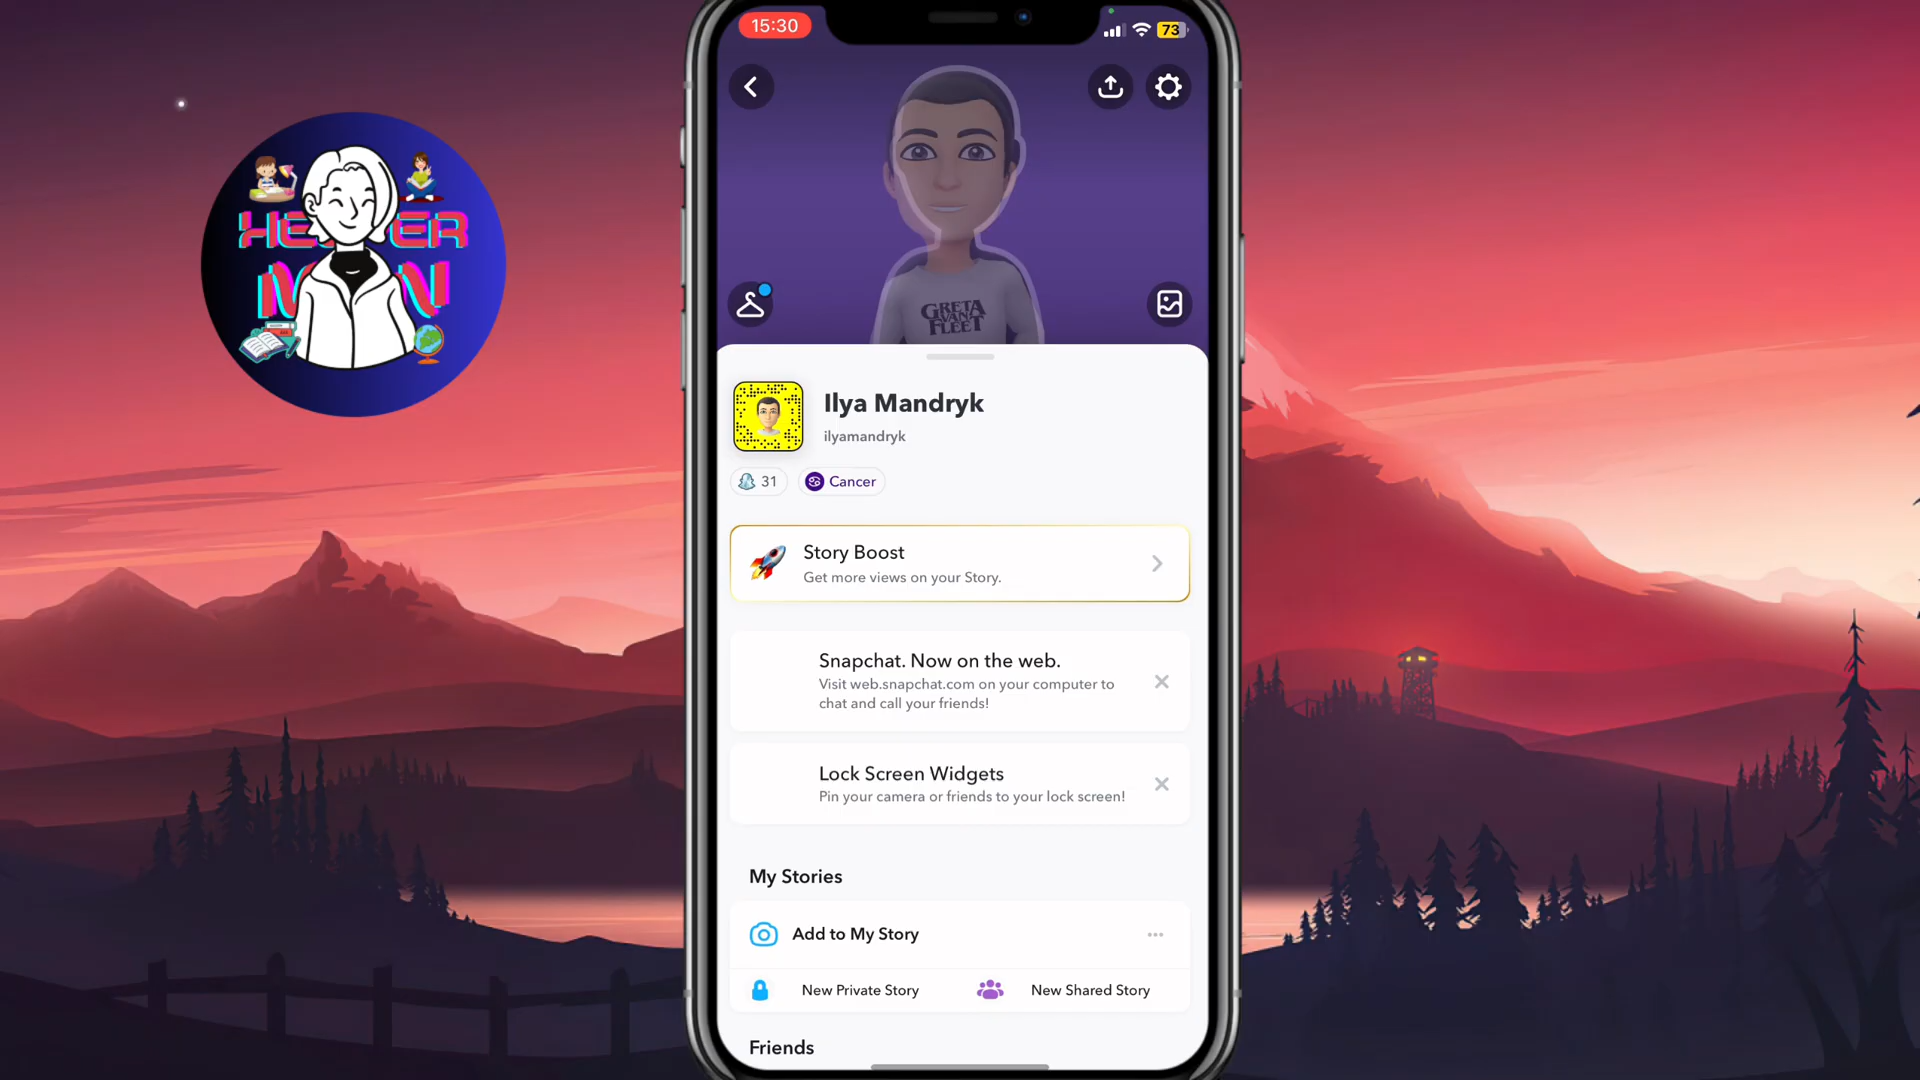 15:30
73
GRETA
VAN
FLEET
Ilya Mandryk
ilyamandryk
31
Cancer
Story Boost
Get more views on your Story.
Snapchat. Now on the web.
Visit web.snapchat.com on your computer to
chat and call your friends!
Lock Screen Widgets
Pin your camera or friends to your lock screen!
My Stories
Add to My Story
New Private Story
New Shared Story
Friends